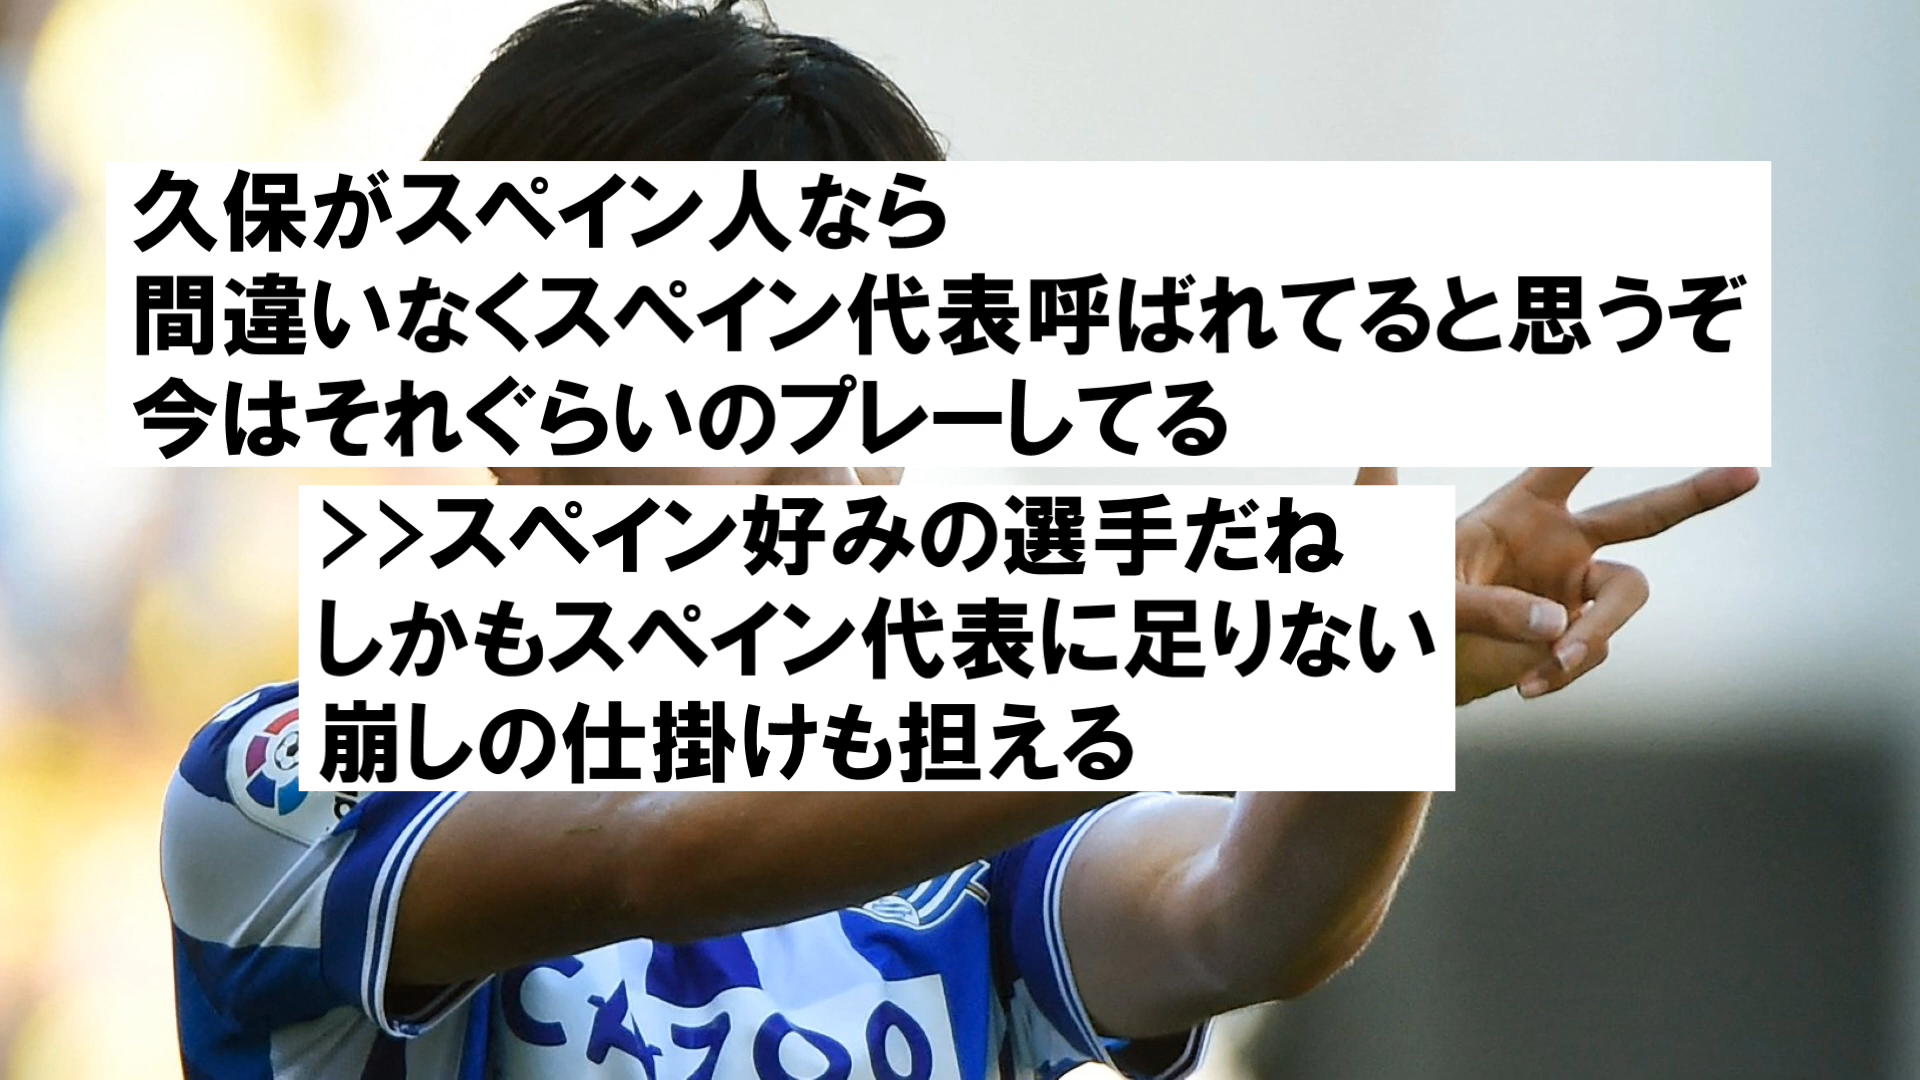 久保がスペイン人なら
間違いなくスペイン代表呼ばれてると思うぞ
今はそれぐらいのプレーしてる
>>スペイン好みの選手だね
しかもスペイン代表に足りない
崩しの仕掛けも担える
CAZOO